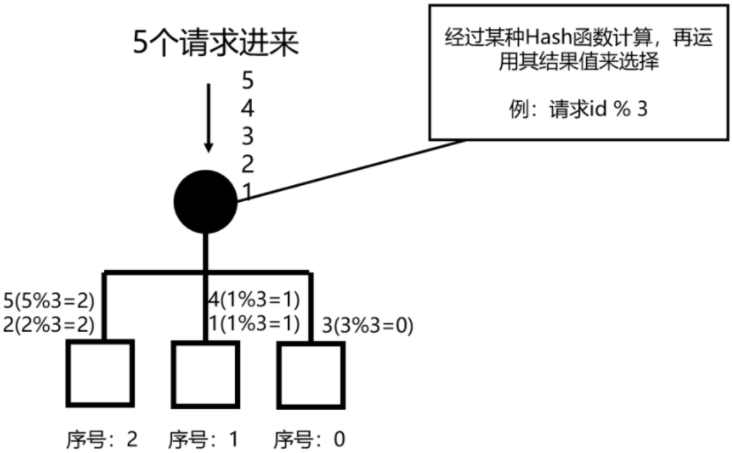 5个请求进来
经过某种Hash函数计算，再运
用其结果值来选择
例：请求id % 3
5
4
3
2
1
5(5%3=2)
2(2%3=2)
4(1%3=1)
1(1%3=1)
3(3%3=0)
序号：2
序号：1
序号：0